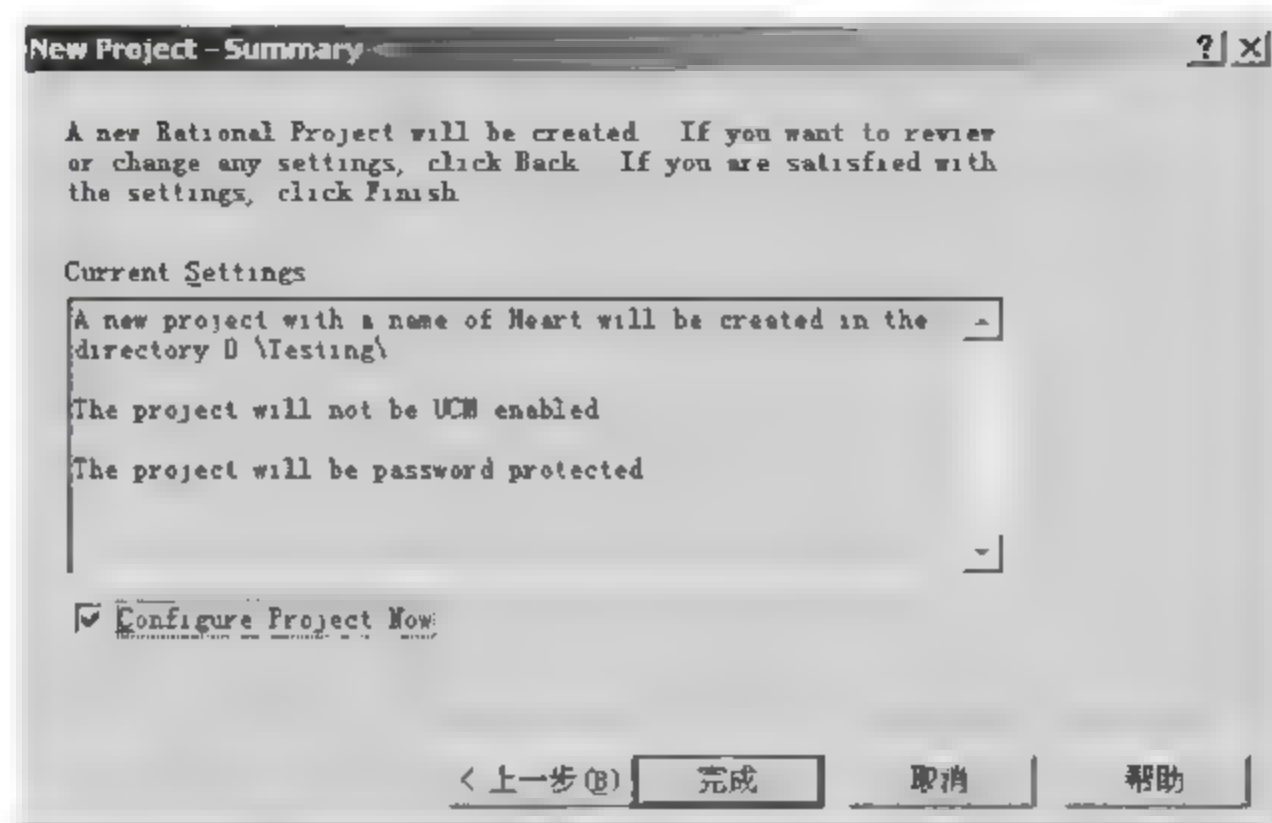 New Project – Summary
A new Rational Project will be created If you want to review
or change any settings, click Back If you are satisfied with
the settings, click Finish
Current Settings
A new project with a name of Heart will be created in the
directory D \Testing\
The project will not be UCM enabled
The project will be password protected
Configure Project Now
< 上一步(B)
完成
取消
帮助